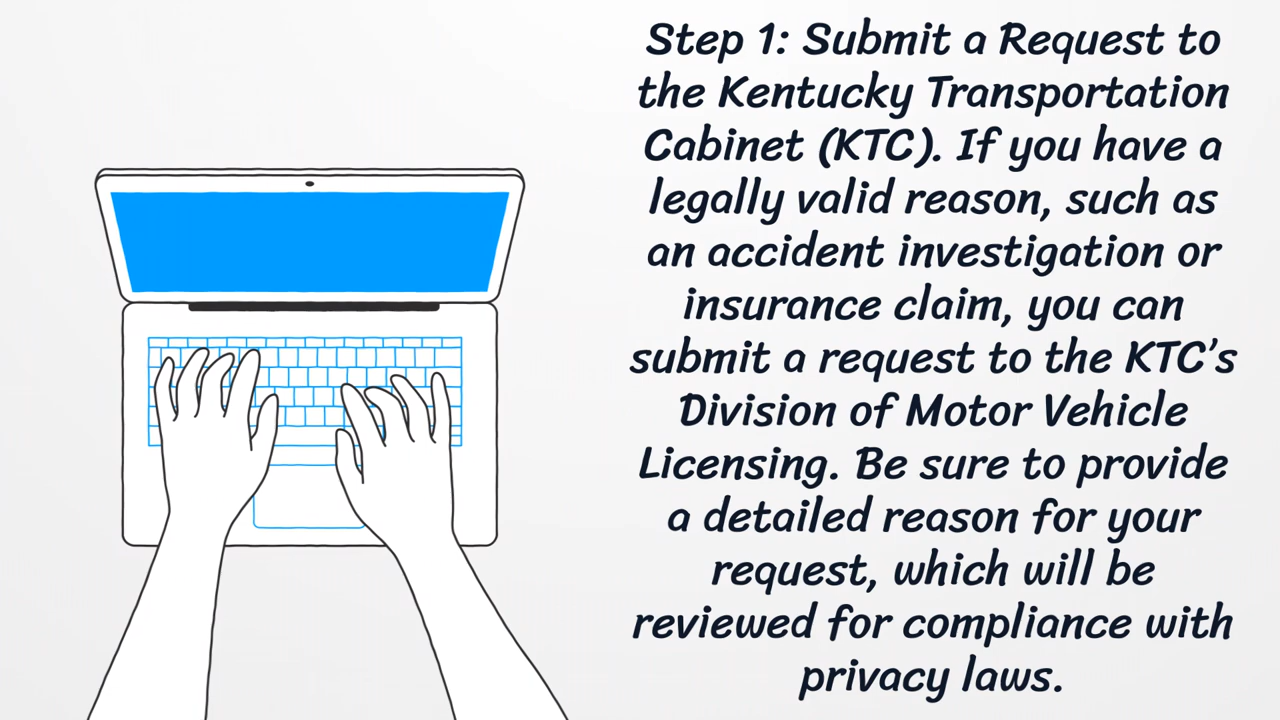 Step 1: Submit a Request to
the Kentucky Transportation
Cabinet (KTC). If you have a
legally valid reason, such as
an accident investigation or
insurance claim, you can
submit a request to the KTC's
Division of Motor Vehicle
Licensing. Be sure to provide
a detailed reason for your
request, which will be
reviewed for compliance with
privacy laws.